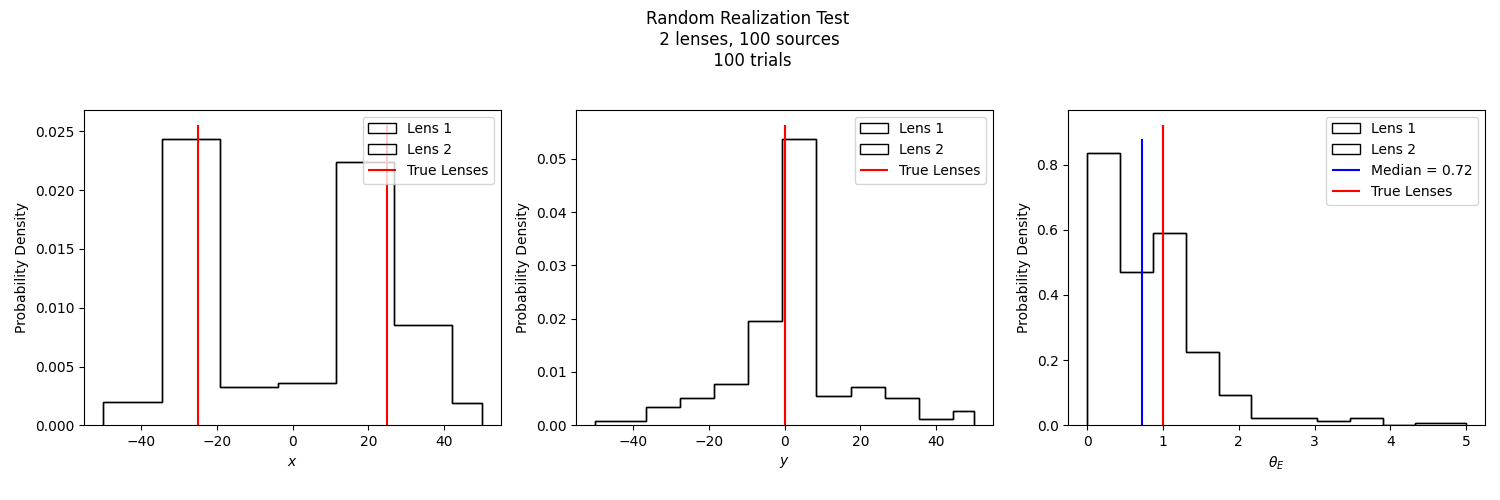 Random Realization Test
2 lenses, 100 sources
100 trials
Probability Density
0.025
0.020
0.015
0.010
0.005
0.000
−40
−20
0
20
40
x
Lens 1
Lens 2
True Lenses
Probability Density
0.05
0.04
0.03
0.02
0.01
0.00
−40
−20
0
20
40
y
Lens 1
Lens 2
True Lenses
Probability Density
0.8
0.6
0.4
0.2
0.0
0
1
2
3
4
5
θ_E
Lens 1
Lens 2
Median = 0.72
True Lenses